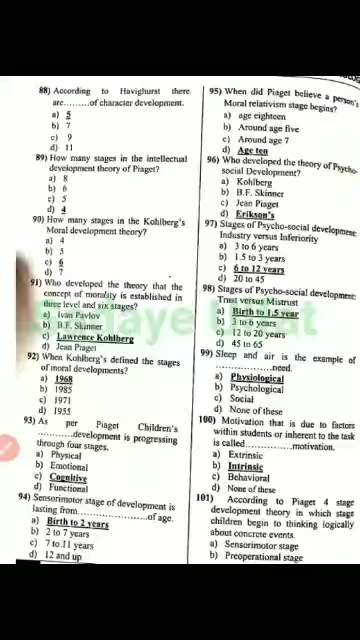 88) According to Havighurst there
are.........of character development.
a) 5
b) 7
c) 9
d) 11
89) How many stages in the intellectual
development theory of Piaget?
a) 8
b) 6
c) 5
d) 4
90) How many stages in the Kohlberg's
Moral development theory?
a) 4
b) 5
c) 6
d) 7
91) Who developed the theory that the
concept of morality is established in
three level and six stages?
a) Ivan Pavlov
b) B.F. Skinner
c) Lawrence Kohlberg
d) Jean Piaget
92) When Kohlberg's defined the stages
of moral developments?
a) 1968
b) 1985
c) 1971
d) 1955
93) As per Piaget Children's
............development is progressing
through four stages.
a) Physical
b) Emotional
c) Cognitive
d) Functional
94) Sensorimotor stage of development is
lasting from........................of age.
a) Birth to 2 years
b) 2 to 7 years
c) 7 to 11 years
d) 12 and up
95) When did Piaget believe a person's
Moral relativism stage begins?
a) age eighteen
b) Around age five
c) Around age 7
d) Age ten
96) Who developed the theory of Psycho-
social Development?
a) Kohlberg
b) B.F. Skinner
c) Jean Piaget
d) Erikson's
97) Stages of Psycho-social development:
Industry versus Inferiority
a) 3 to 6 years
b) 1.5 to 3 years
c) 6 to 12 years
d) 20 to 45
98) Stages of Psycho-social development:
Trust versus Mistrust
a) Birth to 1.5 year
b) 3 to 6 years
c) 12 to 20 years
d) 45 to 65
99) Sleep and air is the example of
....................need.
a) Physiological
b) Psychological
c) Social
d) None of these
100) Motivation that is due to factors
within students or inherent to the task
is called...............motivation.
a) Extrinsic
b) Intrinsic
c) Behavioral
d) None of these
101) According to Piaget 4 stage
development theory in which stage
children begin to thinking logically
about concrete events.
a) Sensorimotor stage
b) Preoperational stage